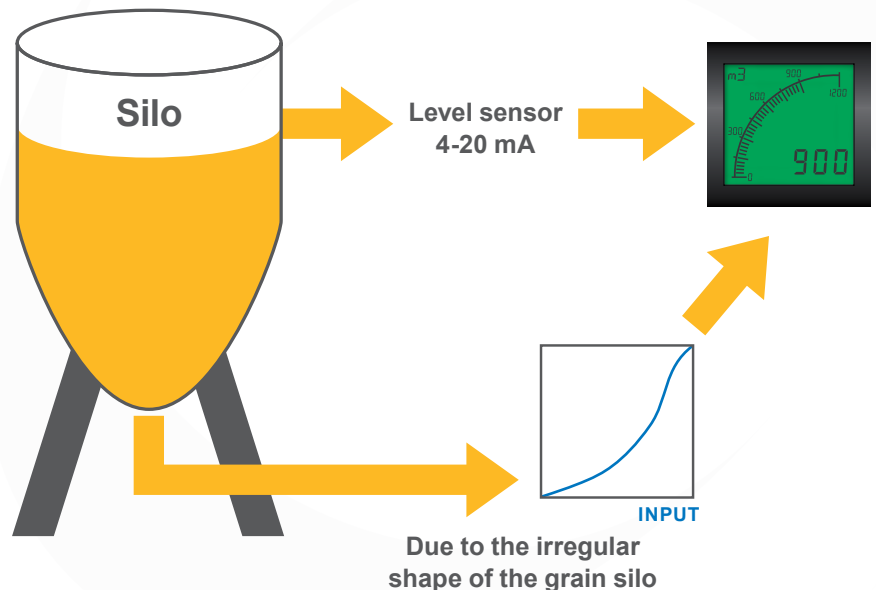 Silo
Level sensor
4-20 mA
m3
900
600
1200
300
0
900
INPUT
Due to the irregular
shape of the grain silo